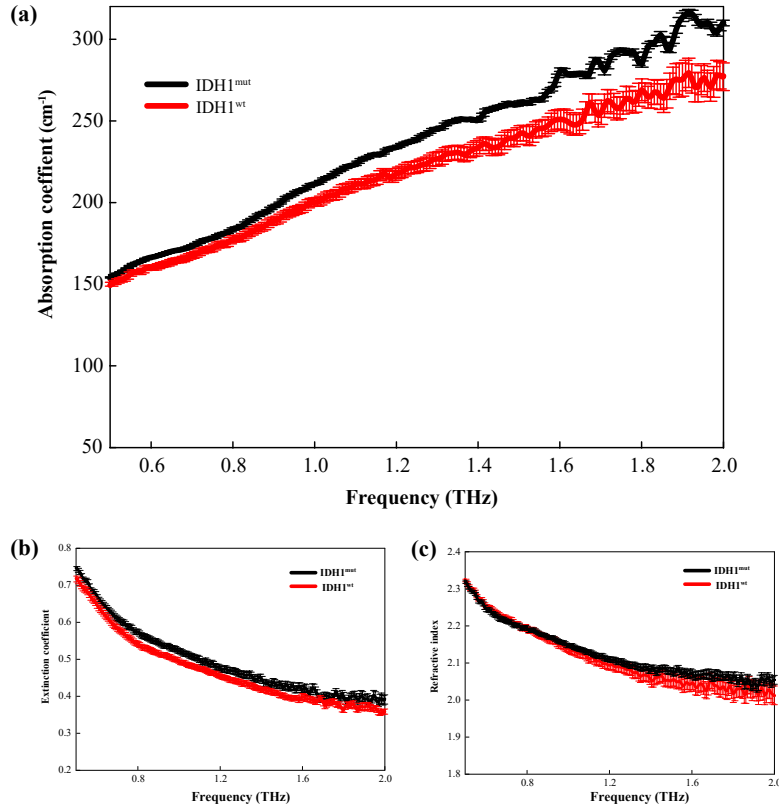 (a)
300
250
200
150
50
Absorption coeffient (cm⁻¹)
IDH1ᵐᵘᵗ
IDH1ʷᵗ
0.6 0.8 1.0 1.2 1.4 1.6 1.8 2.0
Frequency (THz)
(b)
0.8
0.7
0.6
0.5
0.4
0.3
0.2
Extinction coefficient
IDH1ᵐᵘᵗ
IDH1ʷᵗ
0.8 1.2 1.6 2.0
Frequency (THz)
(c)
2.4
2.3
2.2
2.1
2.0
1.9
1.8
Refractive index
IDH1ᵐᵘᵗ
IDH1ʷᵗ
0.8 1.2 1.6 2.0
Frequency (THz)